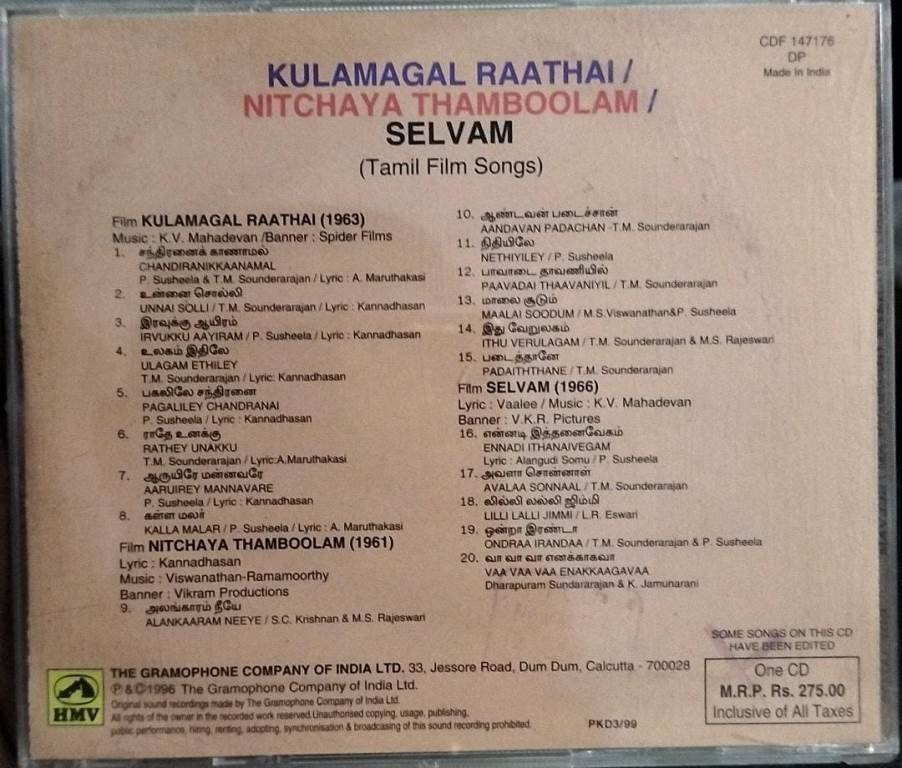 CDF 147176
DP
Made in India
KULAMAGAL RAATHAI /
NITCHAYA THAMBOOLAM /
SELVAM
(Tamil Film Songs)
Film KULAMAGAL RAATHAI (1963)
Music : K.V. Mahadevan /Banner : Spider Films
1. சந்திரனைக் காணாமல்
CHANDIRANIKKAANAMAL
P. Susheela & T.M. Sounderarajan / Lyric : A. Maruthakasi
2. உன்னை சொல்லி
UNNAI SOLLI / T.M. Sounderarajan / Lyric : Kannadhasan
3. இரவுக்கு ஆயிரம்
IRVUKKU AAYIRAM / P. Susheela / Lyric : Kannadhasan
4. உலகம் இதிலே
ULAGAM ETHILEY
T.M. Sounderarajan / Lyric: Kannadhasan
5. பகலிலே சந்திரனை
PAGALILEY CHANDRANAI
P. Susheela / Lyric : Kannadhasan
6. ராதே உனக்கு
RATHEY UNAKKU
T.M. Sounderarajan / Lyric:A.Maruthakasi
7. ஆருயிரே மன்னவரே
AARUIREY MANNAVARE
P. Susheela / Lyric : Kannadhasan
8. கள்ள மலர்
KALLA MALAR / P. Susheela / Lyric : A. Maruthakasi
Film NITCHAYA THAMBOOLAM (1961)
Lyric : Kannadhasan
Music : Viswanathan-Ramamoorthy
Banner : Vikram Productions
9. அலங்காரம் நீயே
ALANKAARAM NEEYE / S.C. Krishnan & M.S. Rajeswari
10. ஆண்டவன் படைச்சான்
AANDAVAN PADACHAN -T.M. Sounderarajan
11. நிதியிலே
NETHIYILEY / P. Susheela
12. பாவாடை தாவணியில்
PAAVADAI THAAVANIYIL / T.M. Sounderarajan
13. மாலை சூடும்
MAALAI SOODUM / M.S.Viswanathan&P. Susheela
14. இது வேறுலகம்
ITHU VERULAGAM / T.M. Sounderarajan & M.S. Rajeswari
15. படைத்தானே
PADAITHTHANE / T.M. Sounderarajan
Film SELVAM (1966)
Lyric : Vaalee / Music : K.V. Mahadevan
Banner : V.K.R. Pictures
16. என்னடி இத்தனைவேகம்
ENNADI ITHANAIVEGAM
Lyric : Alangudi Somu / P. Susheela
17. அவளா சொன்னாள்
AVALAA SONNAAL / T.M. Sounderarajan
18. லில்லி லல்லி ஜிம்மி
LILLI LALLI JIMMI / L.R. Eswari
19. ஒன்றா இரண்டா
ONDRAA IRANDAA / T.M. Sounderarajan & P. Susheela
20. வா வா வா எனக்காகவா
VAA VAA VAA ENAKKAAGAVAA
Dharapuram Sundararajan & K. Jamunarani
SOME SONGS ON THIS CD
HAVE BEEN EDITED
HMV
THE GRAMOPHONE COMPANY OF INDIA LTD. 33, Jessore Road, Dum Dum, Calcutta - 700028
℗ & ©1996 The Gramophone Company of India Ltd.
Original sound recordings made by The Gramophone Company of India Ltd.
All rights of the owner in the recorded work reserved.Unauthorised copying, usage, publishing,
public performance, hiring, renting, adopting, synchronisation & broadcasting of this sound recording prohibited.
PKD3/99
One CD
M.R.P. Rs. 275.00
Inclusive of All Taxes